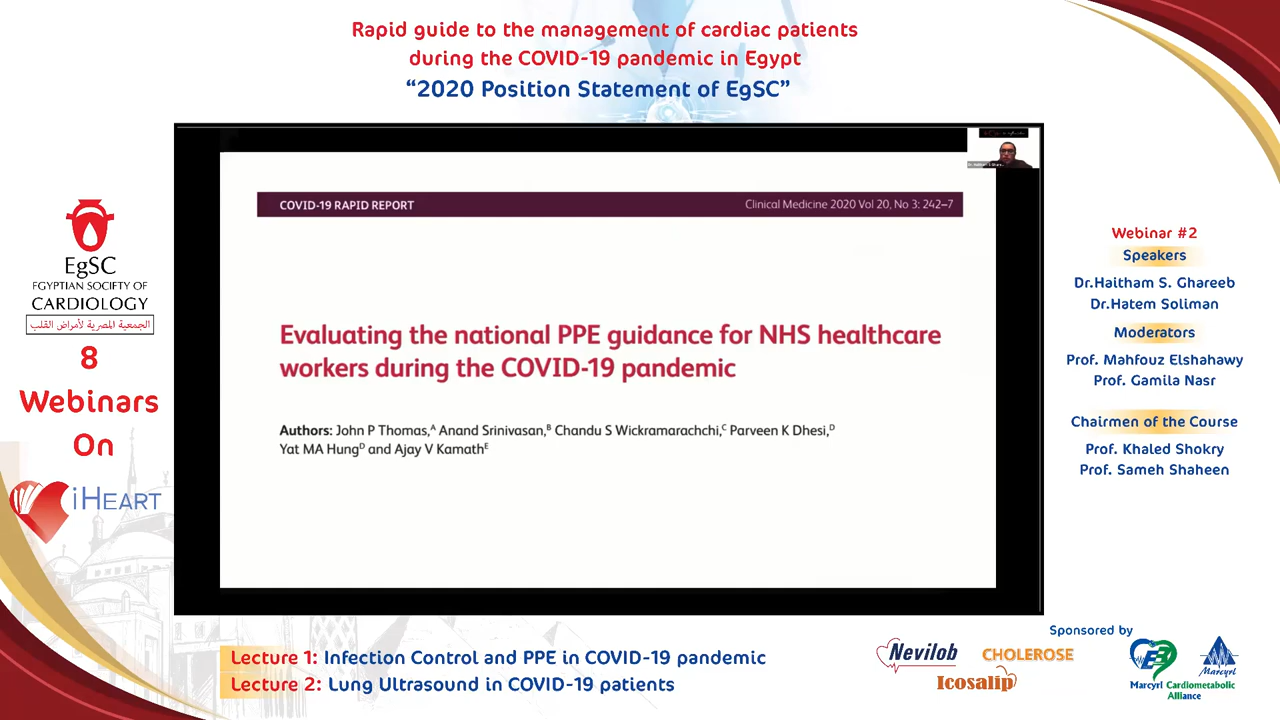 Rapid guide to the management of cardiac patients
during the COVID-19 pandemic in Egypt
“2020 Position Statement of EgSC”
EgSC
EGYPTIAN SOCIETY OF
CARDIOLOGY
الجمعية المصرية لأمراض القلب
8
Webinars
On
iHEART
COVID-19 RAPID REPORT
Clinical Medicine 2020 Vol 20, No 3: 242–7
Evaluating the national PPE guidance for NHS healthcare
workers during the COVID-19 pandemic
Authors: John P Thomas,ᴬ Anand Srinivasan,ᴮ Chandu S Wickramarachchi,ᶜ Parveen K Dhesi,ᴰ
Yat MA Hungᴰ and Ajay V Kamathᴱ
Webinar #2
Speakers
Dr.Haitham S. Ghareeb
Dr.Hatem Soliman
Moderators
Prof. Mahfouz Elshahawy
Prof. Gamila Nasr
Chairmen of the Course
Prof. Khaled Shokry
Prof. Sameh Shaheen
Lecture 1: Infection Control and PPE in COVID-19 pandemic
Lecture 2: Lung Ultrasound in COVID-19 patients
Sponsored by
Nevilob
CHOLEROSE
Icosalip
Marcyrl Cardiometabolic
Alliance
Marcyrl